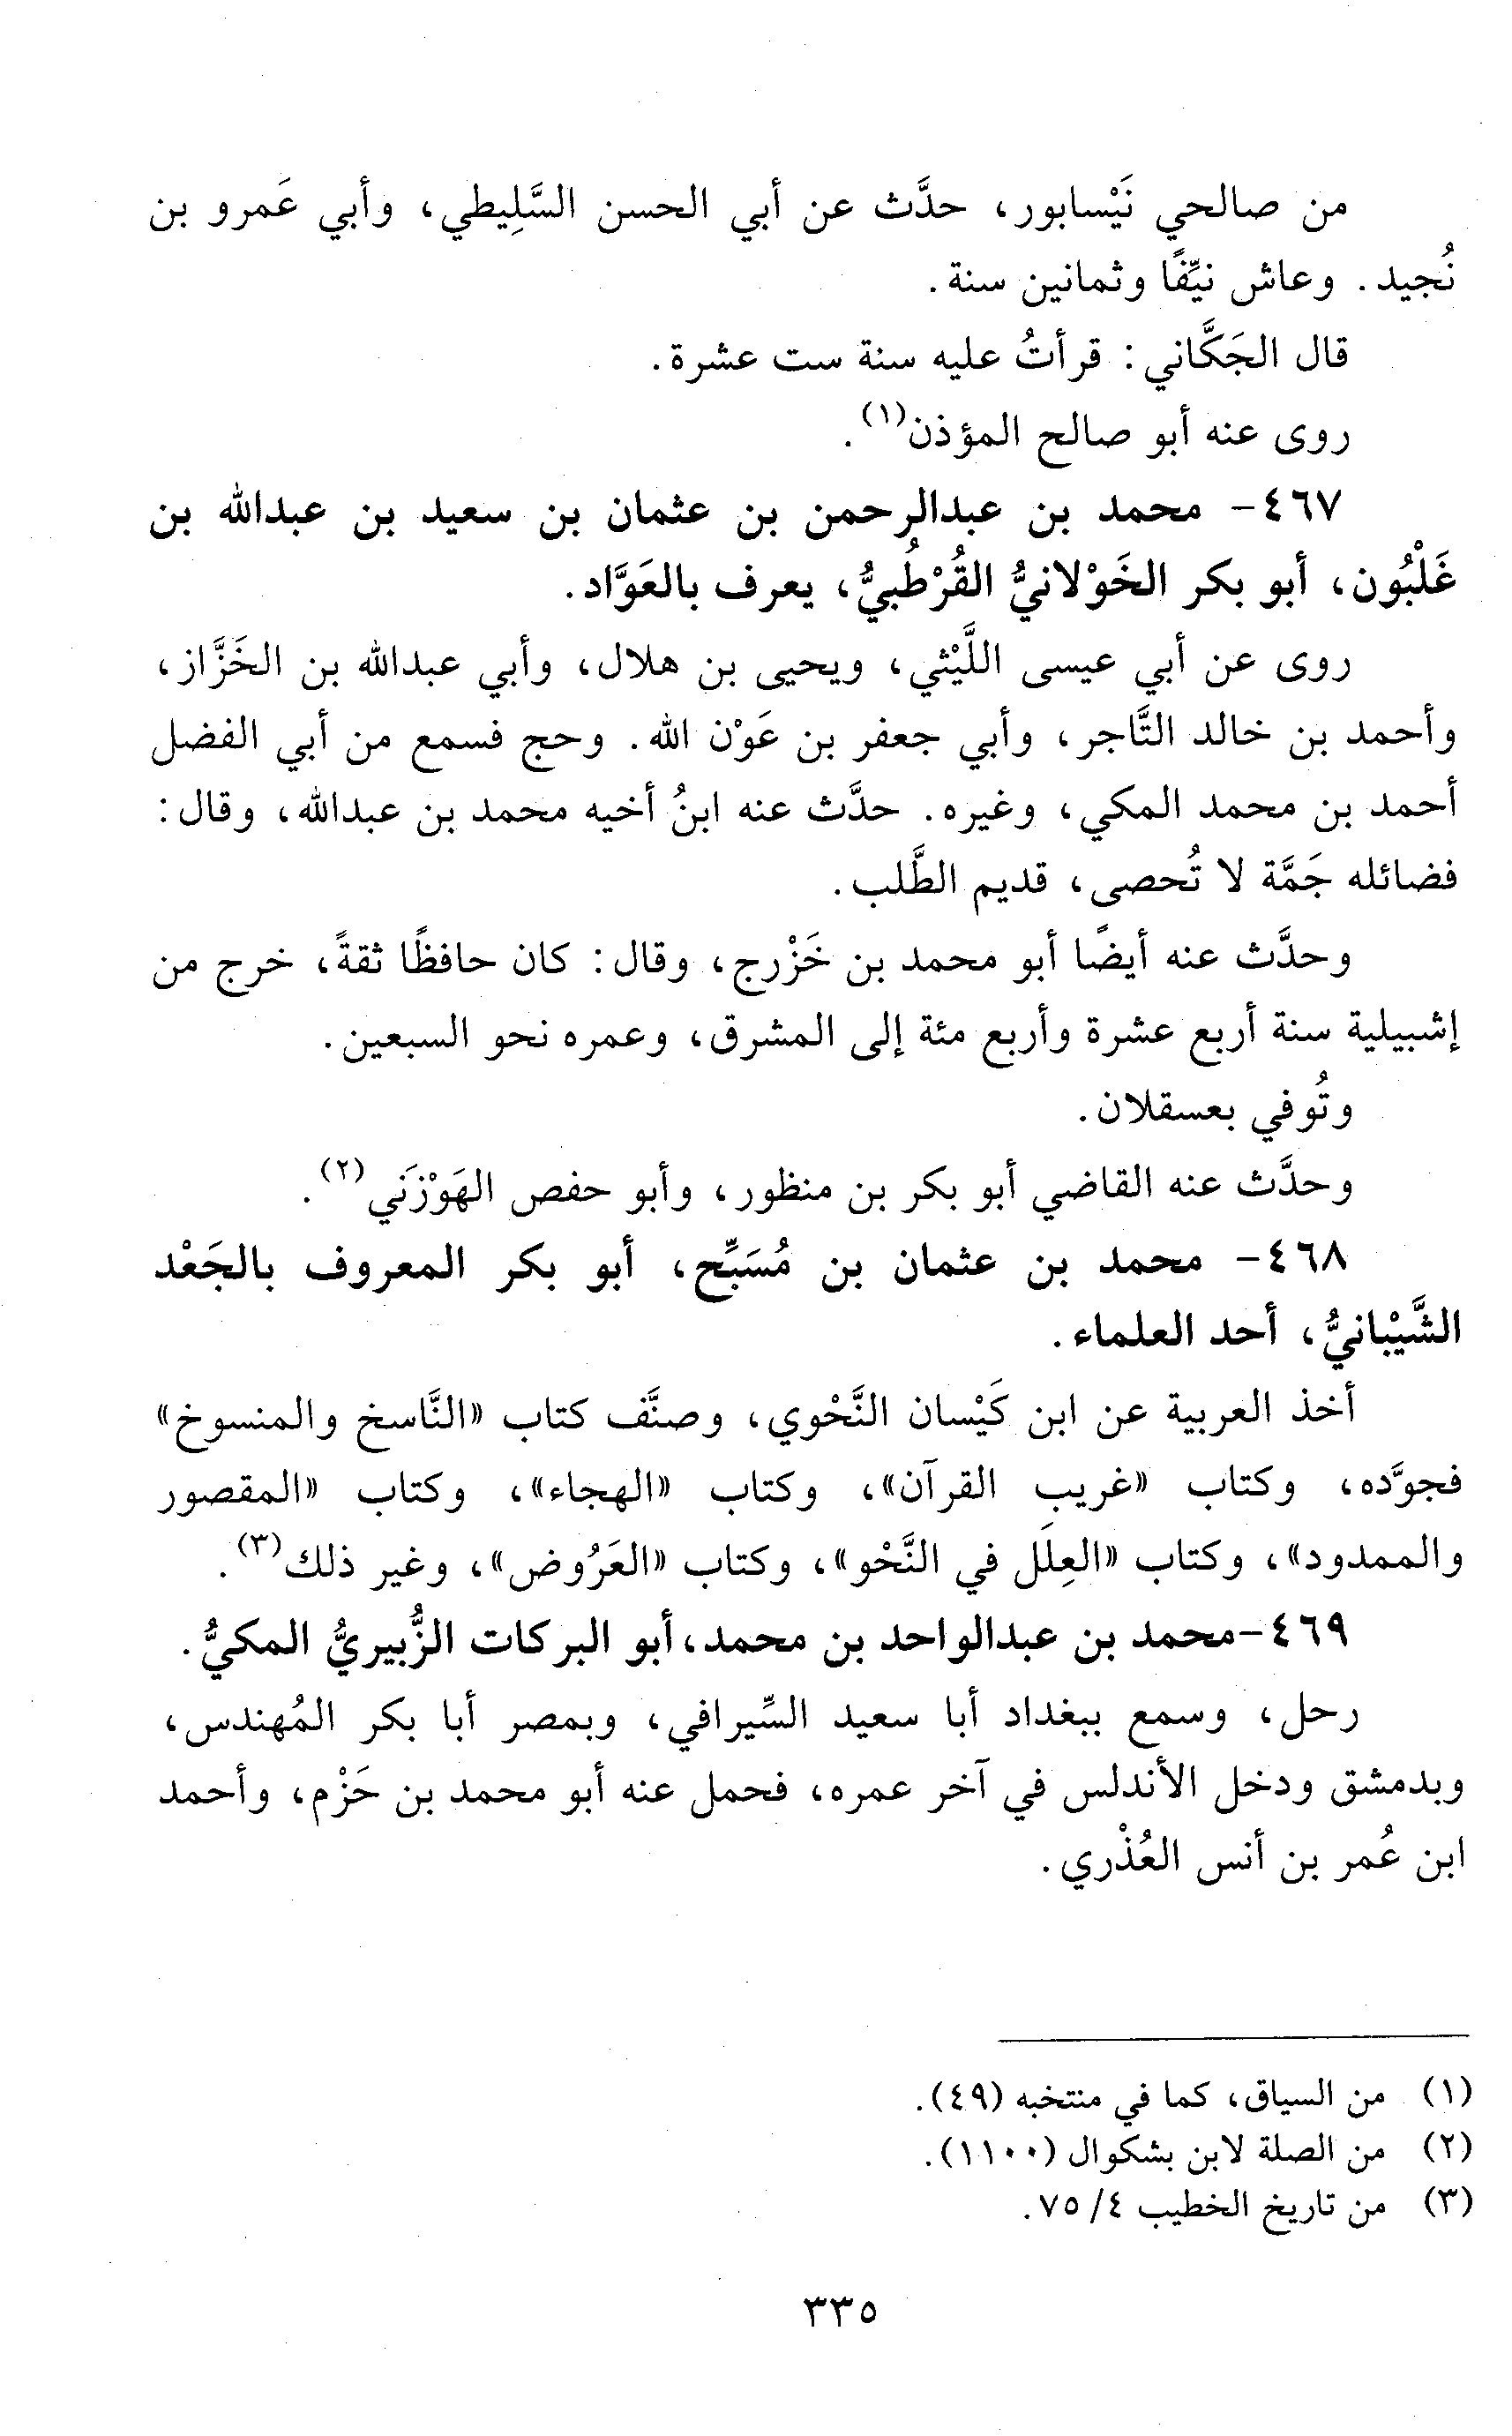 من صالحي نَيْسابور، حدَّث عن أبي الحسن السَّلِيطي، وأبي عَمرو بن
نُجيد. وعاش نيِّفًا وثمانين سنة.
قال الجَكَّاني: قرأتُ عليه سنة ست عشرة.
روى عنه أبو صالح المؤذن(١).
٤٦٧- محمد بن عبدالرحمن بن عثمان بن سعيد بن عبدالله بن
غَلْبُون، أبو بكر الخَوْلانيُّ القُرْطُبيُّ، يعرف بالعَوَّاد.
روى عن أبي عيسى اللَّيْثي، ويحيى بن هلال، وأبي عبدالله بن الخَزَّاز،
وأحمد بن خالد التَّاجر، وأبي جعفر بن عَوْن الله. وحج فسمع من أبي الفضل
أحمد بن محمد المكي، وغيره. حدَّث عنه ابنُ أخيه محمد بن عبدالله، وقال:
فضائله جَمَّة لا تُحصى، قديم الطَّلب.
وحدَّث عنه أيضًا أبو محمد بن خَزْرج، وقال: كان حافظًا ثقةً، خرج من
إشبيلية سنة أربع عشرة وأربع مئة إلى المشرق، وعمره نحو السبعين.
وتُوفي بعسقلان.
وحدَّث عنه القاضي أبو بكر بن منظور، وأبو حفص الهَوْزَني(٢).
٤٦٨- محمد بن عثمان بن مُسَبِّح، أبو بكر المعروف بالجَعْد
الشَّيْبانيُّ، أحد العلماء.
أخذ العربية عن ابن كَيْسان النَّحْوي، وصنَّف كتاب «النَّاسخ والمنسوخ»
فجوَّده، وكتاب «غريب القرآن»، وكتاب «الهجاء»، وكتاب «المقصور
والممدود»، وكتاب «العِلَل في النَّحْو»، وكتاب «العَرُوض»، وغير ذلك(٣).
٤٦٩-محمد بن عبدالواحد بن محمد،أبو البركات الزُّبيريُّ المكيُّ.
رحل، وسمع ببغداد أبا سعيد السِّيرافي، وبمصر أبا بكر المُهندس،
وبدمشق ودخل الأندلس في آخر عمره، فحمل عنه أبو محمد بن حَزْم، وأحمد
ابن عُمر بن أنس العُذْري.
(١) من السياق، كما في منتخبه (٤٩).
(٢) من الصلة لابن بشكوال (١١٠٠).
(٣) من تاريخ الخطيب ٤/ ٧٥.
٣٣٥